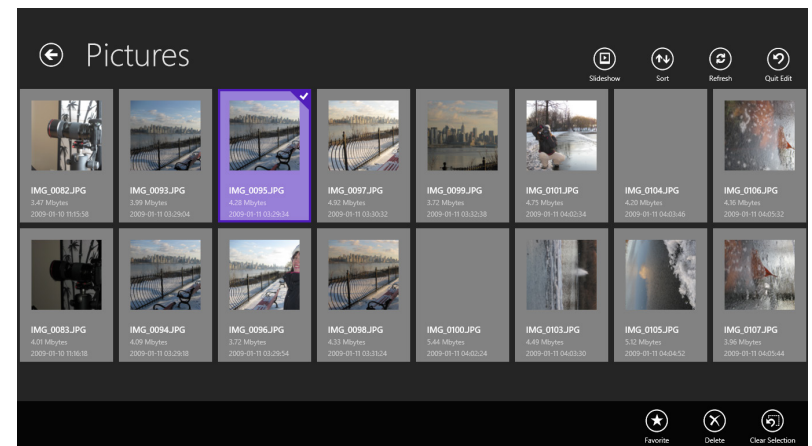 Pictures
Slideshow
Sort
Refresh
Quit Edit
IMG_0082.JPG
3.47 Mbytes
2009-01-10 11:15:58
IMG_0093.JPG
3.99 Mbytes
2009-01-11 03:29:04
IMG_0095.JPG
4.28 Mbytes
2009-01-11 03:29:34
IMG_0097.JPG
4.92 Mbytes
2009-01-11 03:30:32
IMG_0099.JPG
3.72 Mbytes
2009-01-11 03:32:38
IMG_0101.JPG
4.75 Mbytes
2009-01-11 04:02:34
IMG_0104.JPG
4.20 Mbytes
2009-01-11 04:03:46
IMG_0106.JPG
4.16 Mbytes
2009-01-11 04:05:32
IMG_0083.JPG
4.01 Mbytes
2009-01-10 11:16:18
IMG_0094.JPG
4.09 Mbytes
2009-01-11 03:29:18
IMG_0096.JPG
3.72 Mbytes
2009-01-11 03:29:54
IMG_0098.JPG
4.33 Mbytes
2009-01-11 03:31:24
IMG_0100.JPG
5.44 Mbytes
2009-01-11 04:02:24
IMG_0103.JPG
4.49 Mbytes
2009-01-11 04:03:30
IMG_0105.JPG
5.12 Mbytes
2009-01-11 04:04:52
IMG_0107.JPG
3.96 Mbytes
2009-01-11 04:05:44
Favorite
Delete
Clear Selection